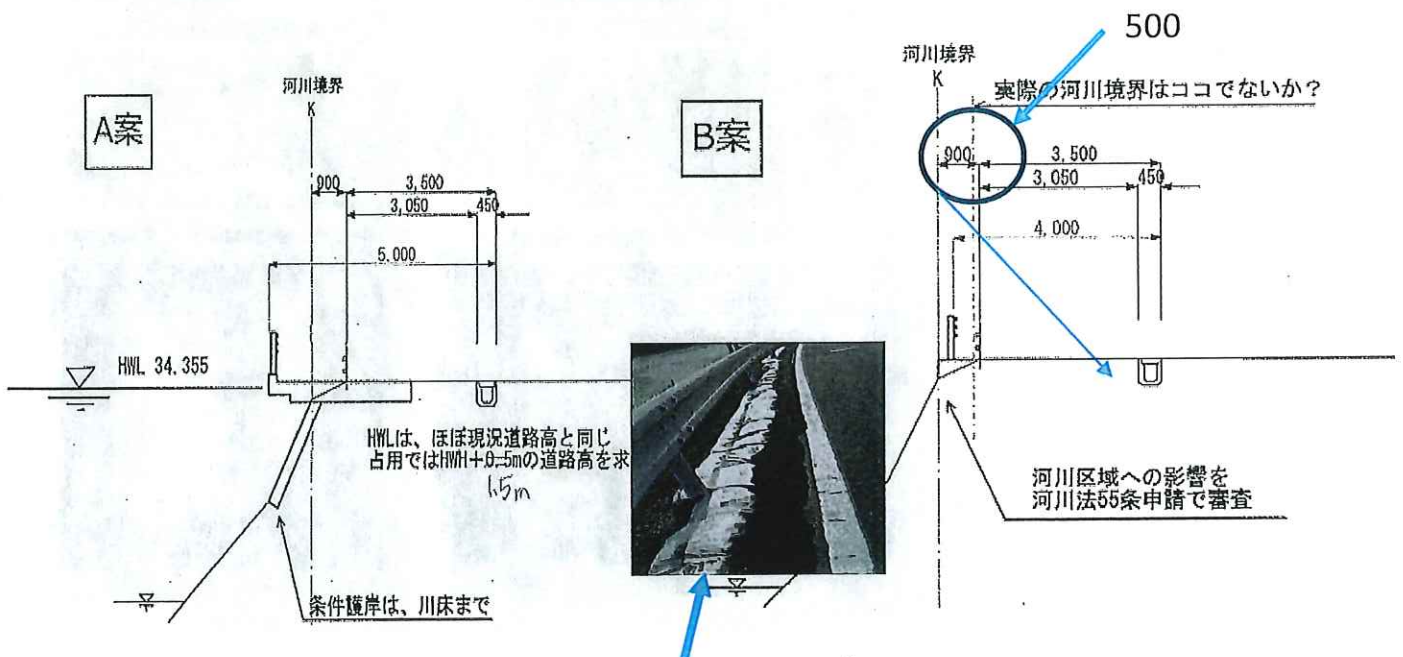 500
河川境界
K
A案
900
3,500
3,050
450
5,000
HWL 34.355
HWLは、ほぼ現況道路高と同じ
占用ではHWH+0.5mの道路高を求
1.5m
条件護岸は、川床まで
河川境界
K
実際の河川境界はココでないか?
B案
900
3,500
3,050
450
4,000
河川区域への影響を
河川法55条申請で審査